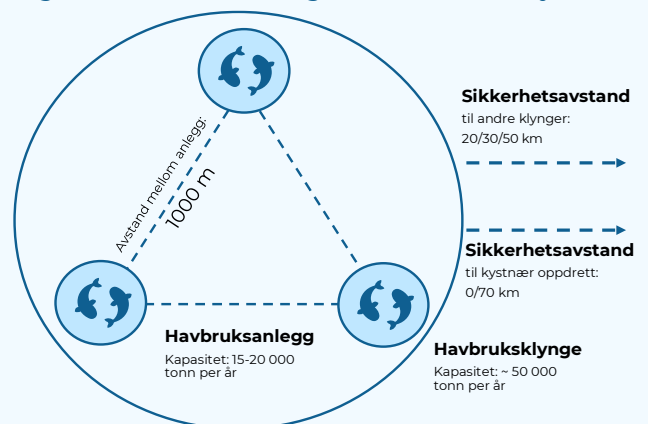 Sikkerhetsavstand
til andre klynger:
20/30/50 km
Avstand mellom anlegg:
1000 m
Sikkerhetsavstand
til kystnær oppdrett:
0/70 km
Havbruksanlegg
Kapasitet: 15-20 000
tonn per år
Havbruksklynge
Kapasitet: ~ 50 000
tonn per år